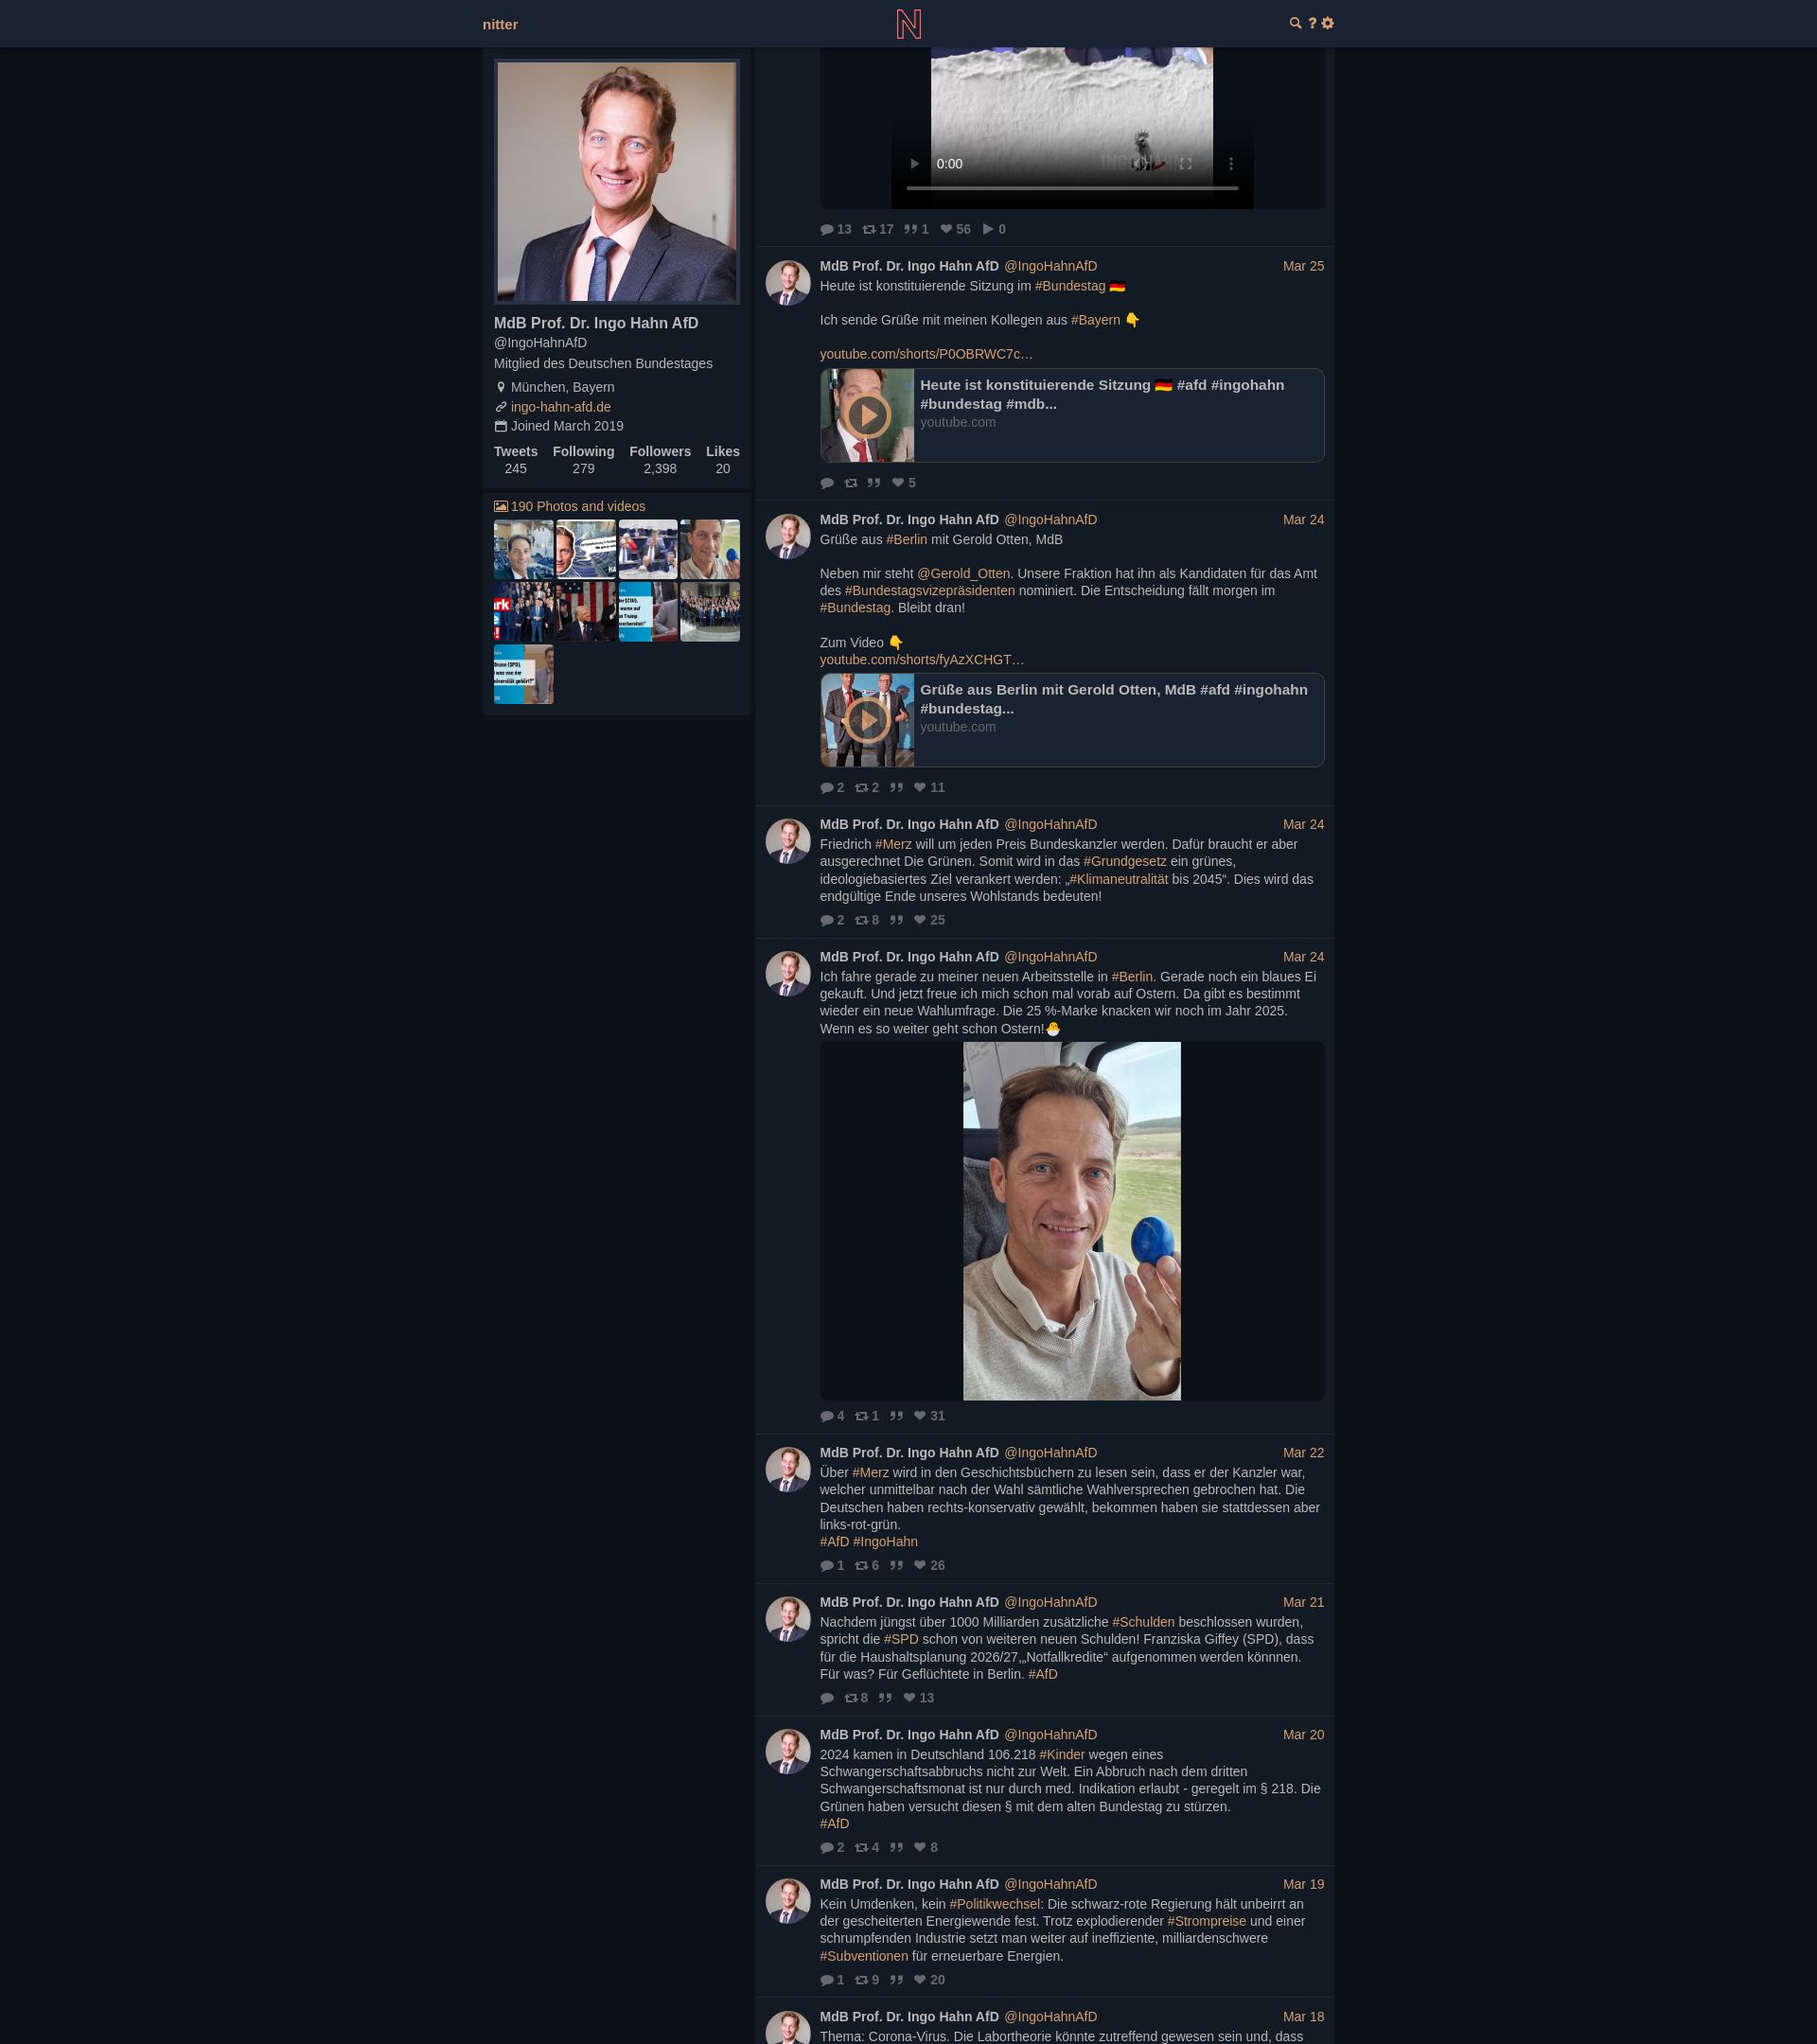 nitter
MdB Prof. Dr. Ingo Hahn AfD
@IngoHahnAfD
Mitglied des Deutschen Bundestages
München, Bayern
ingo-hahn-afd.de
Joined March 2019
Tweets Following Followers Likes
245 279 2,398 20
190 Photos and videos
0:00
13 17 1 56 0
MdB Prof. Dr. Ingo Hahn AfD @IngoHahnAfD Mar 25
Heute ist konstituierende Sitzung im #Bundestag 🇩🇪
Ich sende Grüße mit meinen Kollegen aus #Bayern 👇
youtube.com/shorts/P0OBRWC7c…
Heute ist konstituierende Sitzung 🇩🇪 #afd #ingohahn
#bundestag #mdb...
youtube.com
5
MdB Prof. Dr. Ingo Hahn AfD @IngoHahnAfD Mar 24
Grüße aus #Berlin mit Gerold Otten, MdB
Neben mir steht @Gerold_Otten. Unsere Fraktion hat ihn als Kandidaten für das Amt
des #Bundestagsvizepräsidenten nominiert. Die Entscheidung fällt morgen im
#Bundestag. Bleibt dran!
Zum Video 👇
youtube.com/shorts/fyAzXCHGT…
Grüße aus Berlin mit Gerold Otten, MdB #afd #ingohahn
#bundestag...
youtube.com
2 2 11
MdB Prof. Dr. Ingo Hahn AfD @IngoHahnAfD Mar 24
Friedrich #Merz will um jeden Preis Bundeskanzler werden. Dafür braucht er aber
ausgerechnet Die Grünen. Somit wird in das #Grundgesetz ein grünes,
ideologiebasiertes Ziel verankert werden: „#Klimaneutralität bis 2045“. Dies wird das
endgültige Ende unseres Wohlstands bedeuten!
2 8 25
MdB Prof. Dr. Ingo Hahn AfD @IngoHahnAfD Mar 24
Ich fahre gerade zu meiner neuen Arbeitsstelle in #Berlin. Gerade noch ein blaues Ei
gekauft. Und jetzt freue ich mich schon mal vorab auf Ostern. Da gibt es bestimmt
wieder ein neue Wahlumfrage. Die 25 %-Marke knacken wir noch im Jahr 2025.
Wenn es so weiter geht schon Ostern!🐣
4 1 31
MdB Prof. Dr. Ingo Hahn AfD @IngoHahnAfD Mar 22
Über #Merz wird in den Geschichtsbüchern zu lesen sein, dass er der Kanzler war,
welcher unmittelbar nach der Wahl sämtliche Wahlversprechen gebrochen hat. Die
Deutschen haben rechts-konservativ gewählt, bekommen haben sie stattdessen aber
links-rot-grün.
#AfD #IngoHahn
1 6 26
MdB Prof. Dr. Ingo Hahn AfD @IngoHahnAfD Mar 21
Nachdem jüngst über 1000 Milliarden zusätzliche #Schulden beschlossen wurden,
spricht die #SPD schon von weiteren neuen Schulden! Franziska Giffey (SPD), dass
für die Haushaltsplanung 2026/27,„Notfallkredite“ aufgenommen werden könnnen.
Für was? Für Geflüchtete in Berlin. #AfD
8 13
MdB Prof. Dr. Ingo Hahn AfD @IngoHahnAfD Mar 20
2024 kamen in Deutschland 106.218 #Kinder wegen eines
Schwangerschaftsabbruchs nicht zur Welt. Ein Abbruch nach dem dritten
Schwangerschaftsmonat ist nur durch med. Indikation erlaubt - geregelt im § 218. Die
Grünen haben versucht diesen § mit dem alten Bundestag zu stürzen.
#AfD
2 4 8
MdB Prof. Dr. Ingo Hahn AfD @IngoHahnAfD Mar 19
Kein Umdenken, kein #Politikwechsel: Die schwarz-rote Regierung hält unbeirrt an
der gescheiterten Energiewende fest. Trotz explodierender #Strompreise und einer
schrumpfenden Industrie setzt man weiter auf ineffiziente, milliardenschwere
#Subventionen für erneuerbare Energien.
1 9 20
MdB Prof. Dr. Ingo Hahn AfD @IngoHahnAfD Mar 18
Thema: Corona-Virus. Die Labortheorie könnte zutreffend gewesen sein und, dass